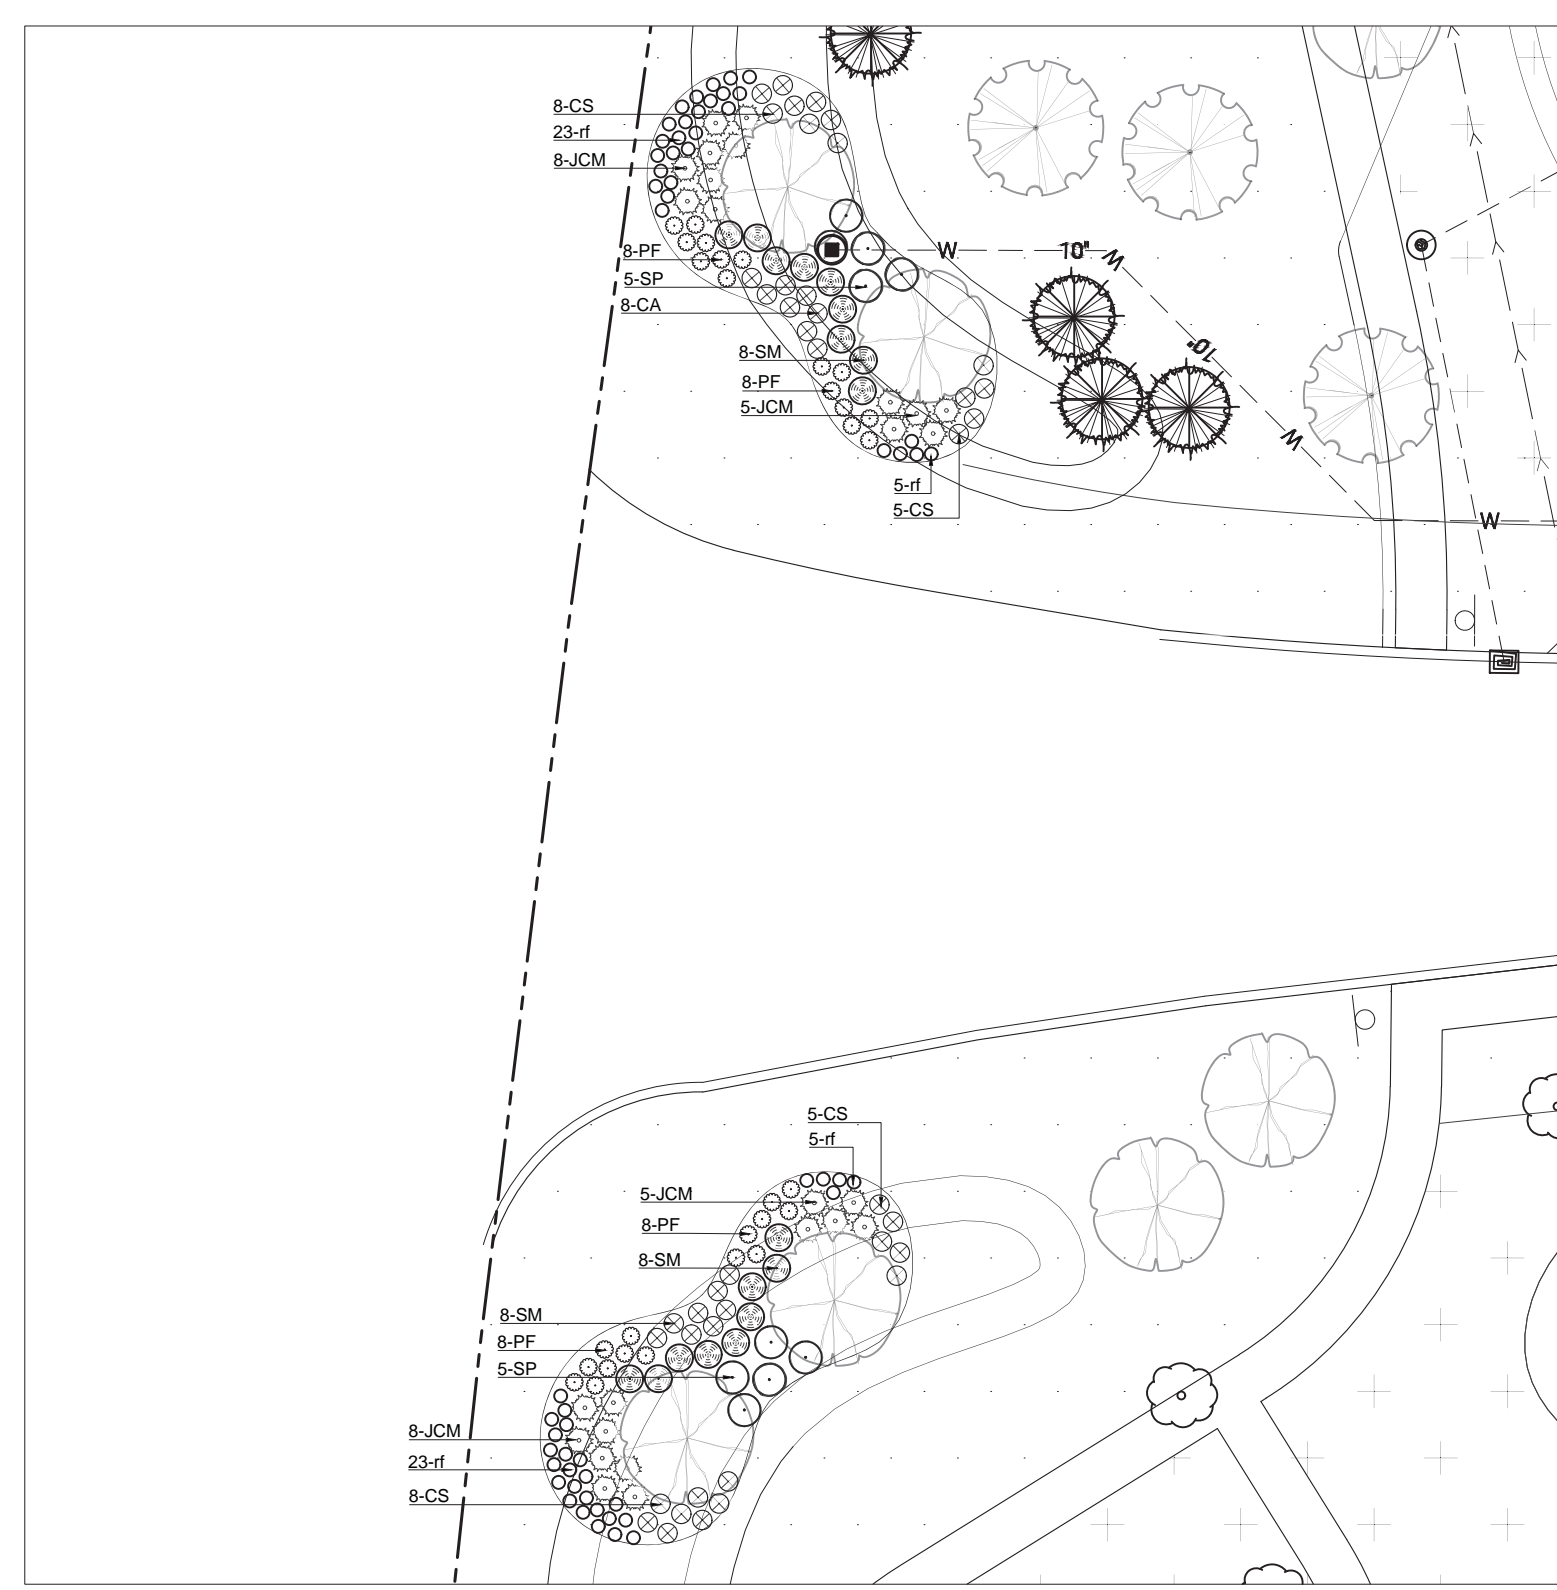 8-CS
23-rf
8-JCM
8-PF
5-SP
8-CA
8-SM
8-PF
5-JCM
5-rf
5-CS
W
10"
W
10"
W
W
5-CS
5-rf
5-JCM
8-PF
8-SM
8-SM
8-PF
5-SP
8-JCM
23-rf
8-CS